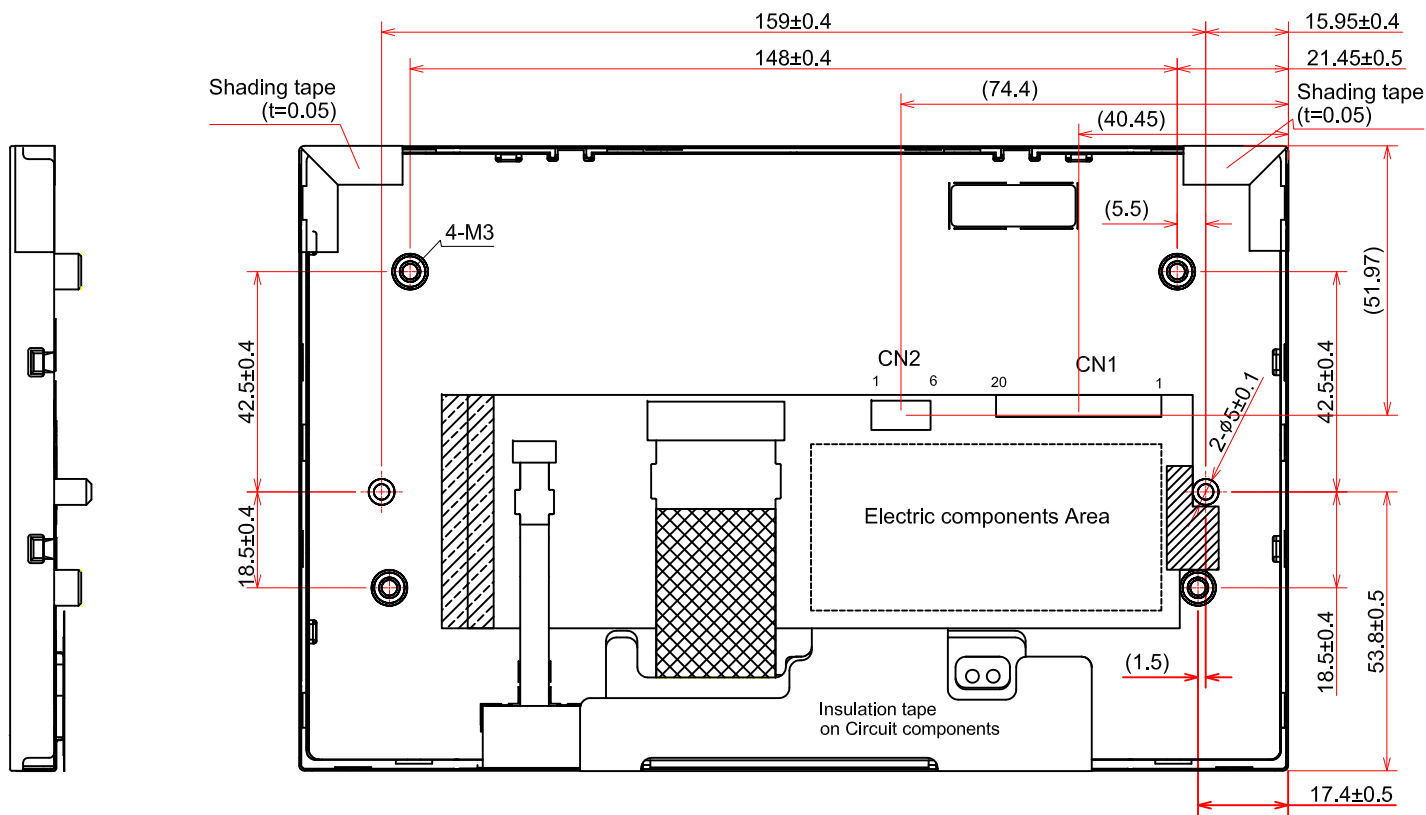 159±0.4
15.95±0.4
148±0.4
21.45±0.5
Shading tape
(t=0.05)
(74.4)
Shading tape
(t=0.05)
(40.45)
(5.5)
4-M3
(51.97)
42.5±0.4
42.5±0.4
CN2
CN1
1
6
20
1
2-ϕ5±0.1
Electric components Area
18.5±0.4
18.5±0.4
53.8±0.5
(1.5)
Insulation tape
on Circuit components
17.4±0.5